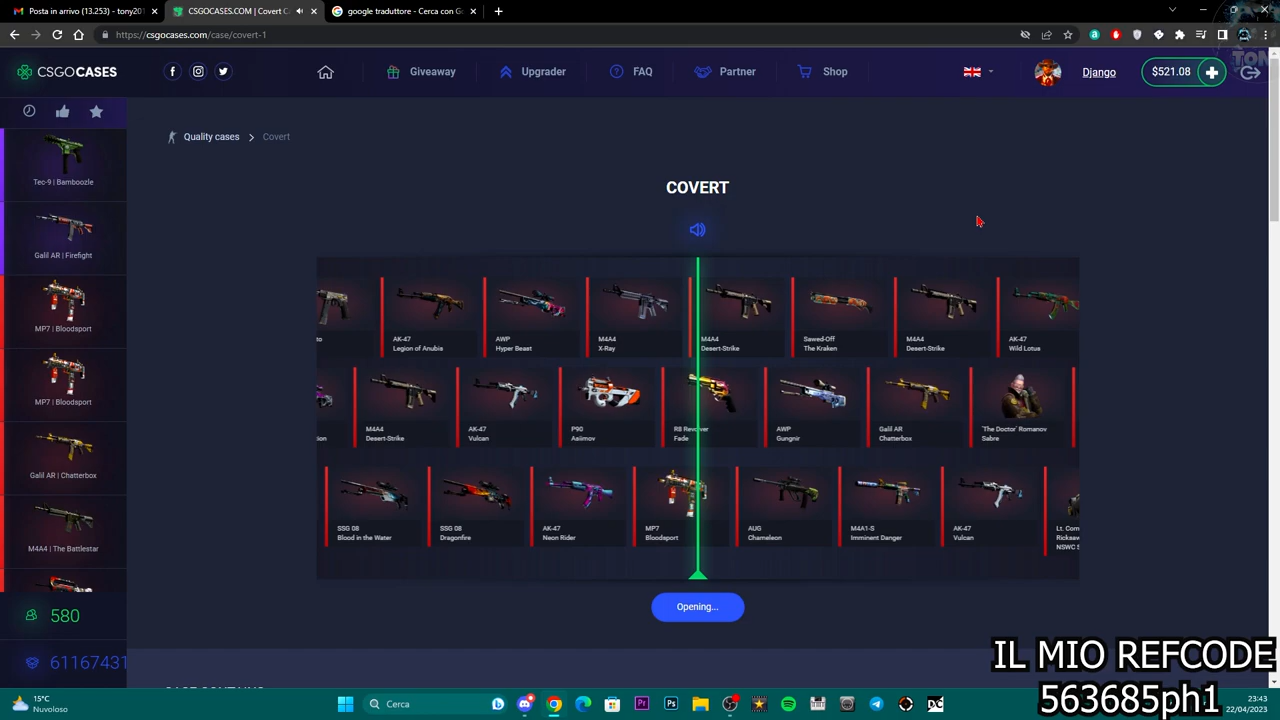 Posta in arrivo (13.253) - tony201
CSGOCASES.COM | Covert C
google traduttore - Cerca con G
https://csgocases.com/case/covert-1
CSGOCASES
Giveaway
Upgrader
FAQ
Partner
Shop
Django
$521.08
Quality cases > Covert
COVERT
Tec-9 | Bamboozle
Galil AR | Firefight
MP7 | Bloodsport
MP7 | Bloodsport
Galil AR | Chatterbox
M4A4 | The Battlestar
580
61167431
AK-47
Legion of Anubis
AWP
Hyper Beast
M4A4
X-Ray
M4A4
Desert-Strike
Sawed-Off
The Kraken
M4A4
Desert-Strike
AK-47
Wild Lotus
M4A4
Desert-Strike
AK-47
Vulcan
P90
Asiimov
R8 Revolver
Fade
AWP
Gungnir
Galil AR
Chatterbox
'The Doctor' Romanov
Sabre
SSG 08
Blood in the Water
SSG 08
Dragonfire
AK-47
Neon Rider
MP7
Bloodsport
AUG
Chameleon
M4A1-S
Imminent Danger
AK-47
Vulcan
Lt. Com
Ricksaw
NSWC S
Opening...
IL MIO REFCODE
563685ph1
15°C
Nuvoloso
Cerca
23:43
22/04/2023